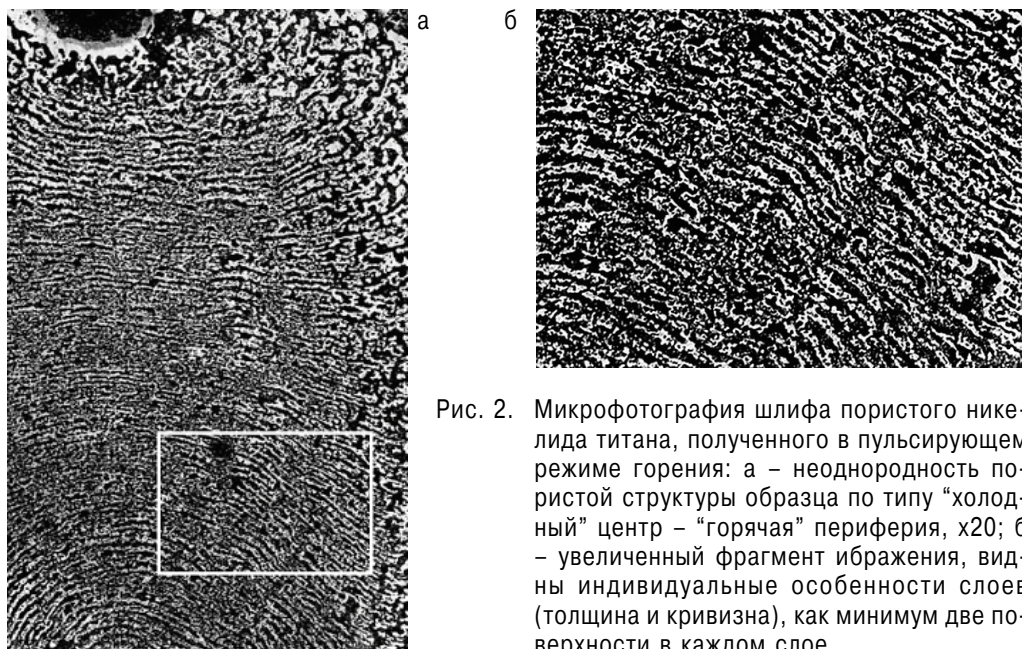 а б
Рис. 2. Микрофотография шлифа пористого нике-
лида титана, полученного в пульсирующем
режиме горения: а – неоднородность по-
ристой структуры образца по типу “холод-
ный” центр – “горячая” периферия, х20; б
– увеличенный фрагмент ибражения, вид-
ны индивидуальные особенности слоев
(толщина и кривизна), как минимум две по-
верхности в каждом слое